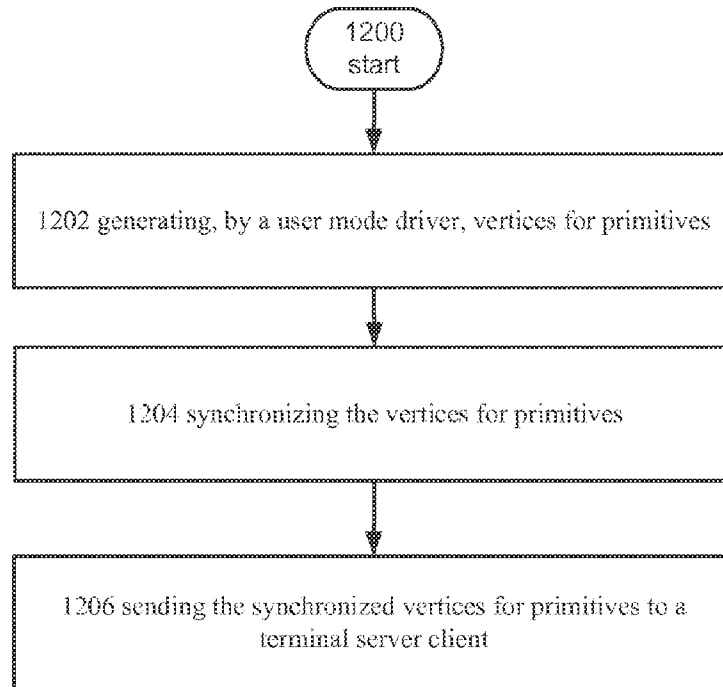 1200
start
1202 generating, by a user mode driver, vertices for primitives
1204 synchronizing the vertices for primitives
1206 sending the synchronized vertices for primitives to a
terminal server client